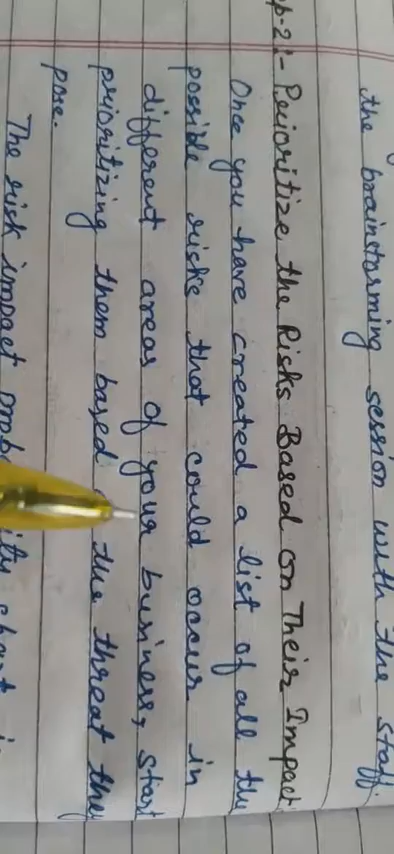 the brainstorming session with the staff.
p-2:- Prioritize the Risks Based on Their Impact
Once you have created a list of all the
possible risks that could occur in
different areas of your business, start
prioritizing them based the threat they
pose.
The risk impact chart